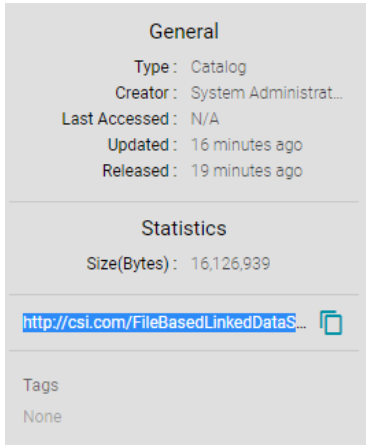 General
Type : Catalog
Creator : System Administrat...
Last Accessed : N/A
Updated : 16 minutes ago
Released : 19 minutes ago
Statistics
Size(Bytes) : 16,126,939
http://csi.com/FileBasedLinkedDataS...
Tags
None